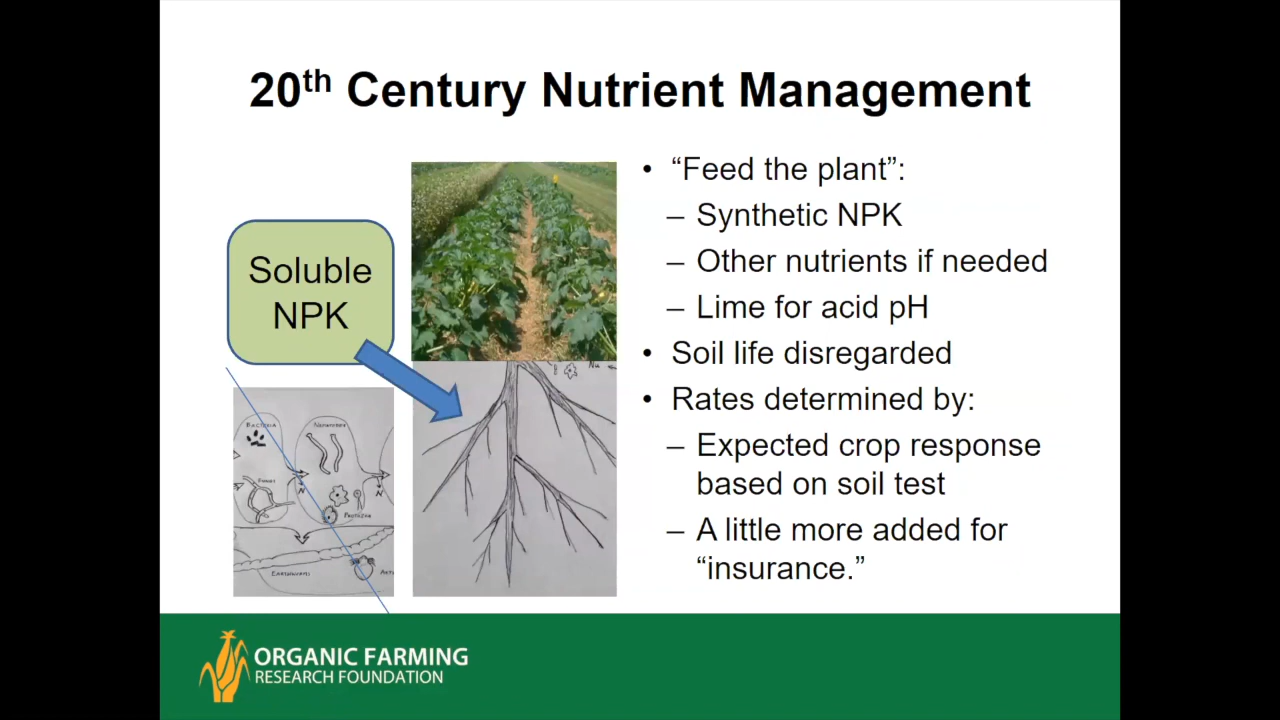 20th Century Nutrient Management
Soluble
NPK
• “Feed the plant”:
– Synthetic NPK
– Other nutrients if needed
– Lime for acid pH
• Soil life disregarded
• Rates determined by:
– Expected crop response
based on soil test
– A little more added for
“insurance.”
BACTERIA
NEMATODES
FUNGI
N
N
PROTOZOA
EARTHWORMS
ORGANIC FARMING
RESEARCH FOUNDATION